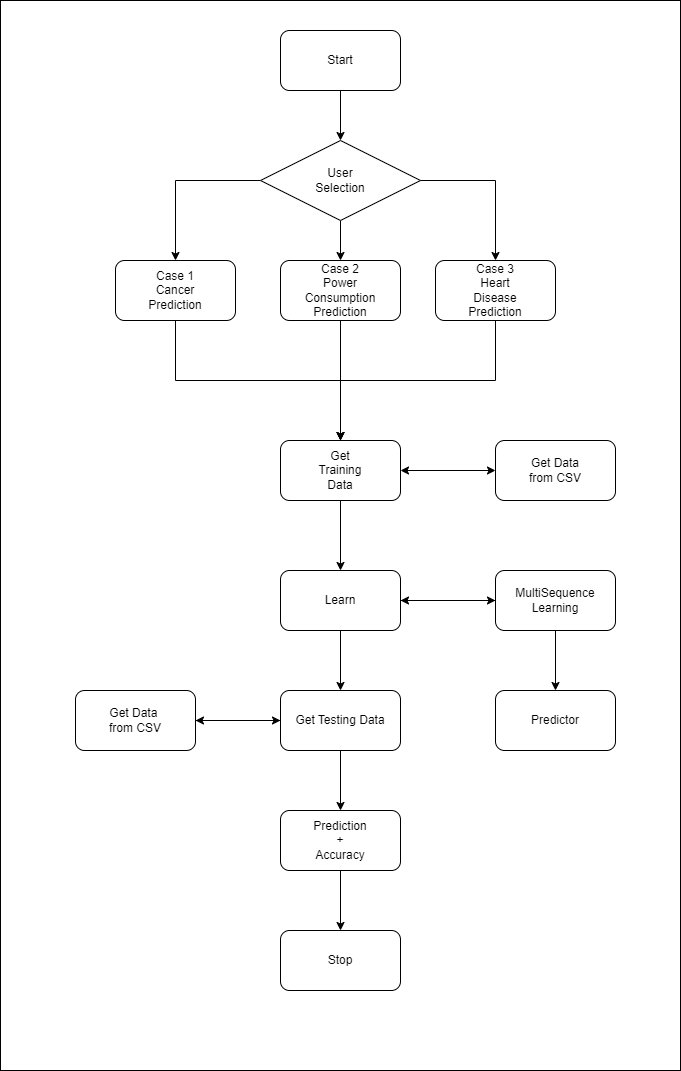 Start
User
Selection
Case 1
Cancer
Prediction
Case 2
Power
Consumption
Prediction
Case 3
Heart
Disease
Prediction
Get
Training
Data
Get Data
from CSV
Learn
MultiSequence
Learning
Get Data
from CSV
Get Testing Data
Predictor
Prediction
+
Accuracy
Stop